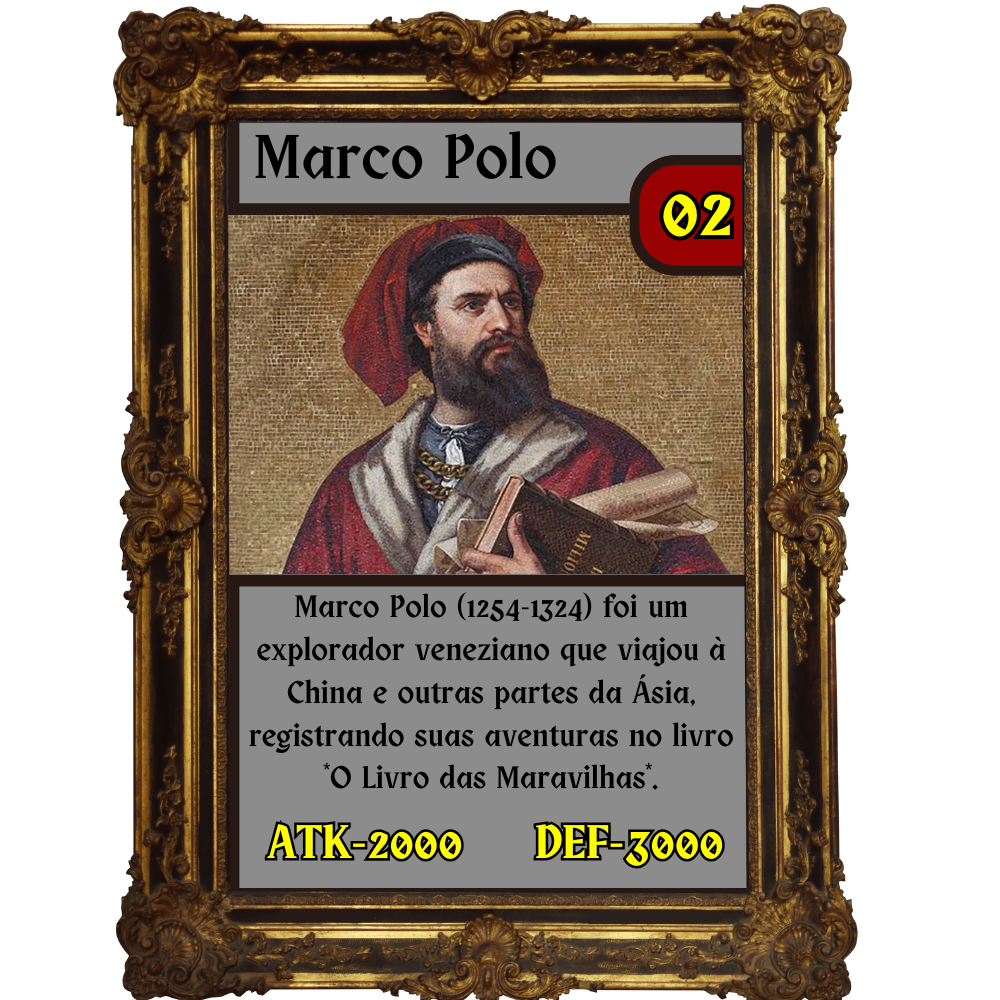 Marco Polo
02
Marco Polo (1254-1324) foi um
explorador veneziano que viajou à
China e outras partes da Ásia,
registrando suas aventuras no livro
*O Livro das Maravilhas*.
ATK-2000 DEF-3000